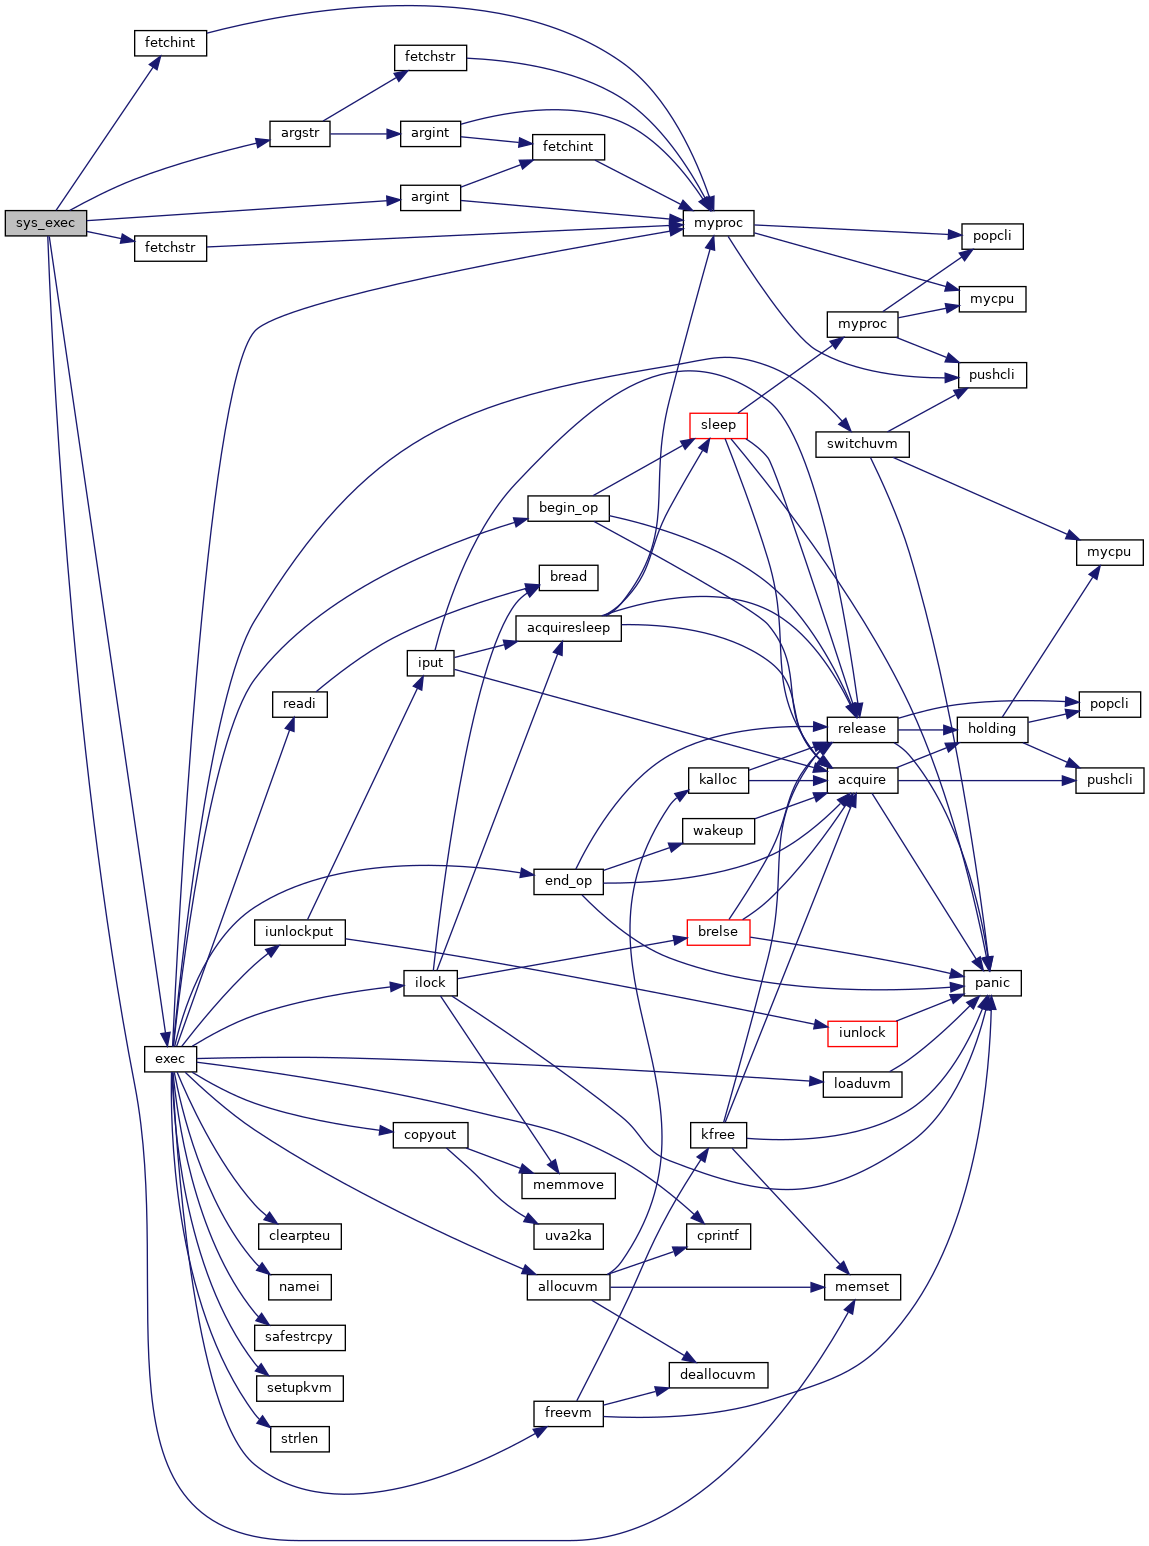 fetchint
fetchstr
argstr
argint
fetchint
argint
sys_exec
myproc
popcli
fetchstr
mycpu
myproc
pushcli
sleep
switchuvm
begin_op
mycpu
bread
acquiresleep
iput
readi
popcli
release
holding
kalloc
acquire
pushcli
wakeup
end_op
iunlockput
brelse
ilock
panic
iunlock
exec
loaduvm
copyout
kfree
memmove
clearpteu
uva2ka
cprintf
namei
allocuvm
memset
safestrcpy
deallocuvm
setupkvm
freevm
strlen